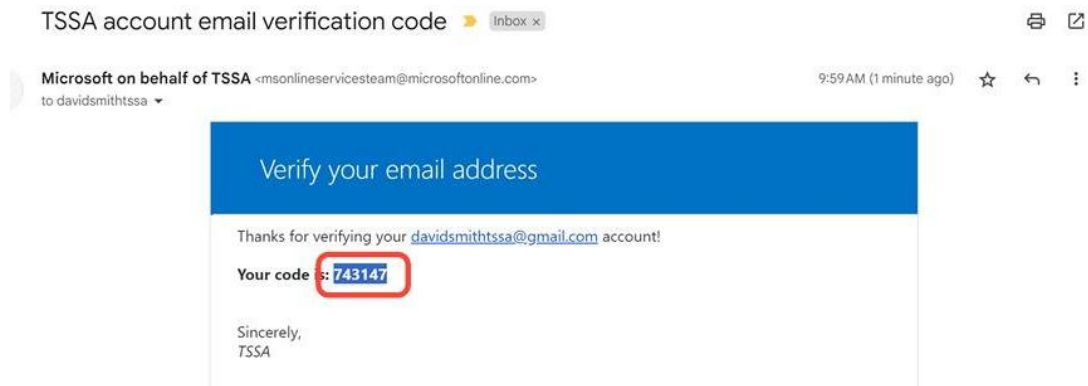 TSSA account email verification code Inbox x
Microsoft on behalf of TSSA <msonlineservicesteam@microsoftonline.com> 9:59 AM (1 minute ago)
to davidsmithtssa
Verify your email address
Thanks for verifying your davidsmithtssa@gmail.com account!
Your code is: 743147
Sincerely,
TSSA